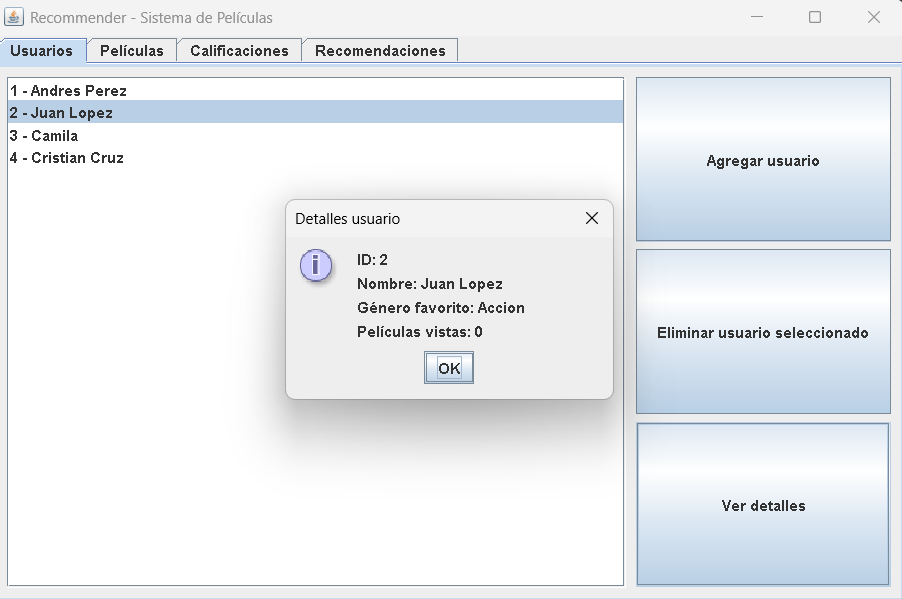 Recommender - Sistema de Películas
Usuarios
Películas
Calificaciones
Recomendaciones
1 - Andres Perez
2 - Juan Lopez
3 - Camila
4 - Cristian Cruz
Agregar usuario
Eliminar usuario seleccionado
Ver detalles
Detalles usuario
i
ID: 2
Nombre: Juan Lopez
Género favorito: Accion
Películas vistas: 0
OK